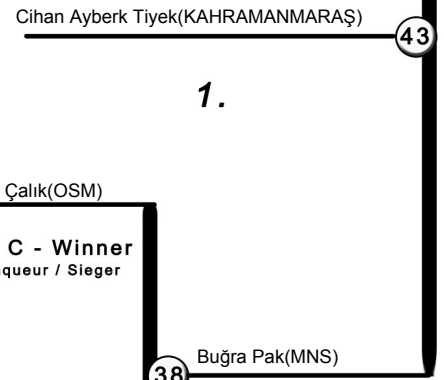 Cihan Ayberk Tiyek(KAHRAMANMARAŞ)
43
1.
Çalık(OSM)
C - Winner
queur / Sieger
Buğra Pak(MNS)
38